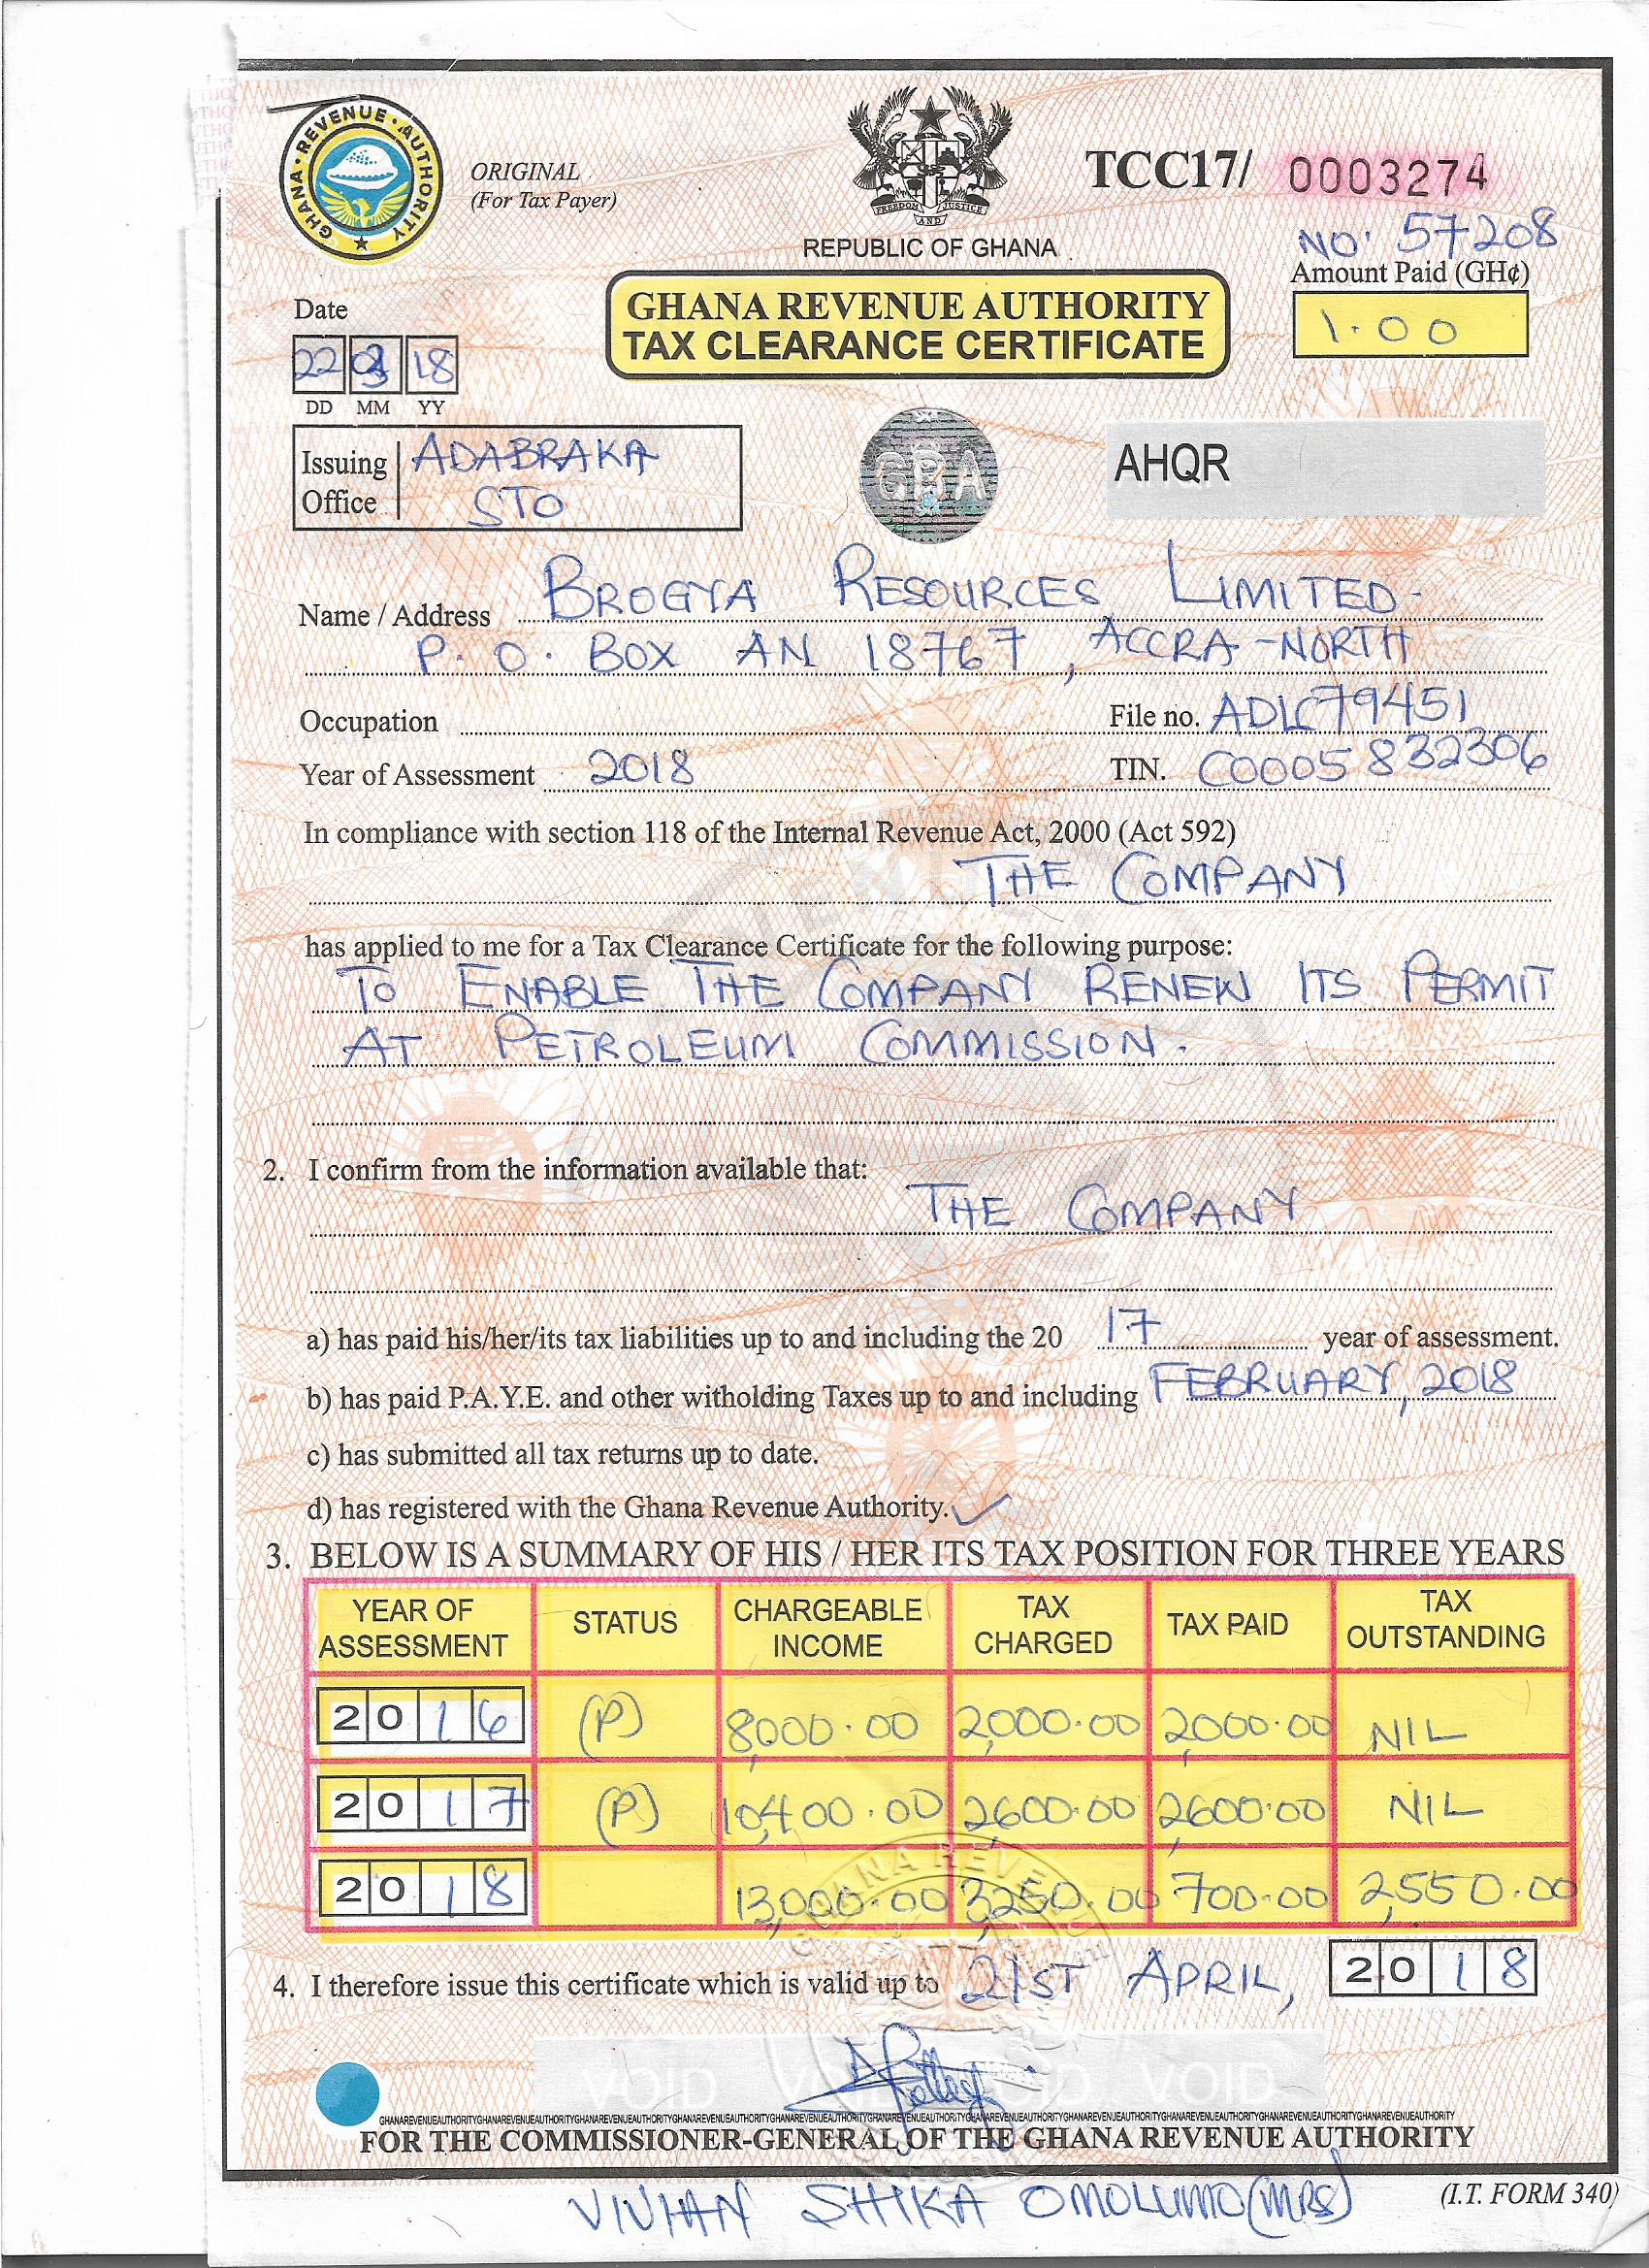 GHANA · REVENUE · AUTHORITY
ORIGINAL
(For Tax Payer)
FREEDOM AND JUSTICE
REPUBLIC OF GHANA
TCC17/ 0003274
NO. 57208
Amount Paid (GH¢)
1.00
GHANA REVENUE AUTHORITY
TAX CLEARANCE CERTIFICATE
Date
22 03 18
DD MM YY
Issuing Office ADABRAKA
STO
GRA
AHQR
Name / Address BROGYA RESOURCES LIMITED
P. O. BOX AN 18767, ACCRA-NORTH
Occupation
File no. ADLC79451
Year of Assessment 2018
TIN. C0005832306
In compliance with section 118 of the Internal Revenue Act, 2000 (Act 592)
THE COMPANY
has applied to me for a Tax Clearance Certificate for the following purpose:
TO ENABLE THE COMPANY RENEW ITS PERMIT
AT PETROLEUM COMMISSION.
2. I confirm from the information available that:
THE COMPANY
a) has paid his/her/its tax liabilities up to and including the 20 17 year of assessment.
b) has paid P.A.Y.E. and other witholding Taxes up to and including FEBRUARY, 2018
c) has submitted all tax returns up to date.
d) has registered with the Ghana Revenue Authority. ✓
3. BELOW IS A SUMMARY OF HIS / HER ITS TAX POSITION FOR THREE YEARS
YEAR OF ASSESSMENT STATUS CHARGEABLE INCOME TAX CHARGED TAX PAID TAX OUTSTANDING
2016 (P) 8,000.00 2,000.00 2,000.00 NIL
2017 (P) 10,400.00 2,600.00 2,600.00 NIL
2018 13,000.00 3,250.00 700.00 2,550.00
4. I therefore issue this certificate which is valid up to 21ST APRIL, 2018
VOID VOID VOID
GHANAREVENUEAUTHORITYGHANAREVENUEAUTHORITYGHANAREVENUEAUTHORITYGHANAREVENUEAUTHORITY
FOR THE COMMISSIONER-GENERAL OF THE GHANA REVENUE AUTHORITY
VIVIAN SHIKA OMOLUMO (MRS)
(I.T. FORM 340)